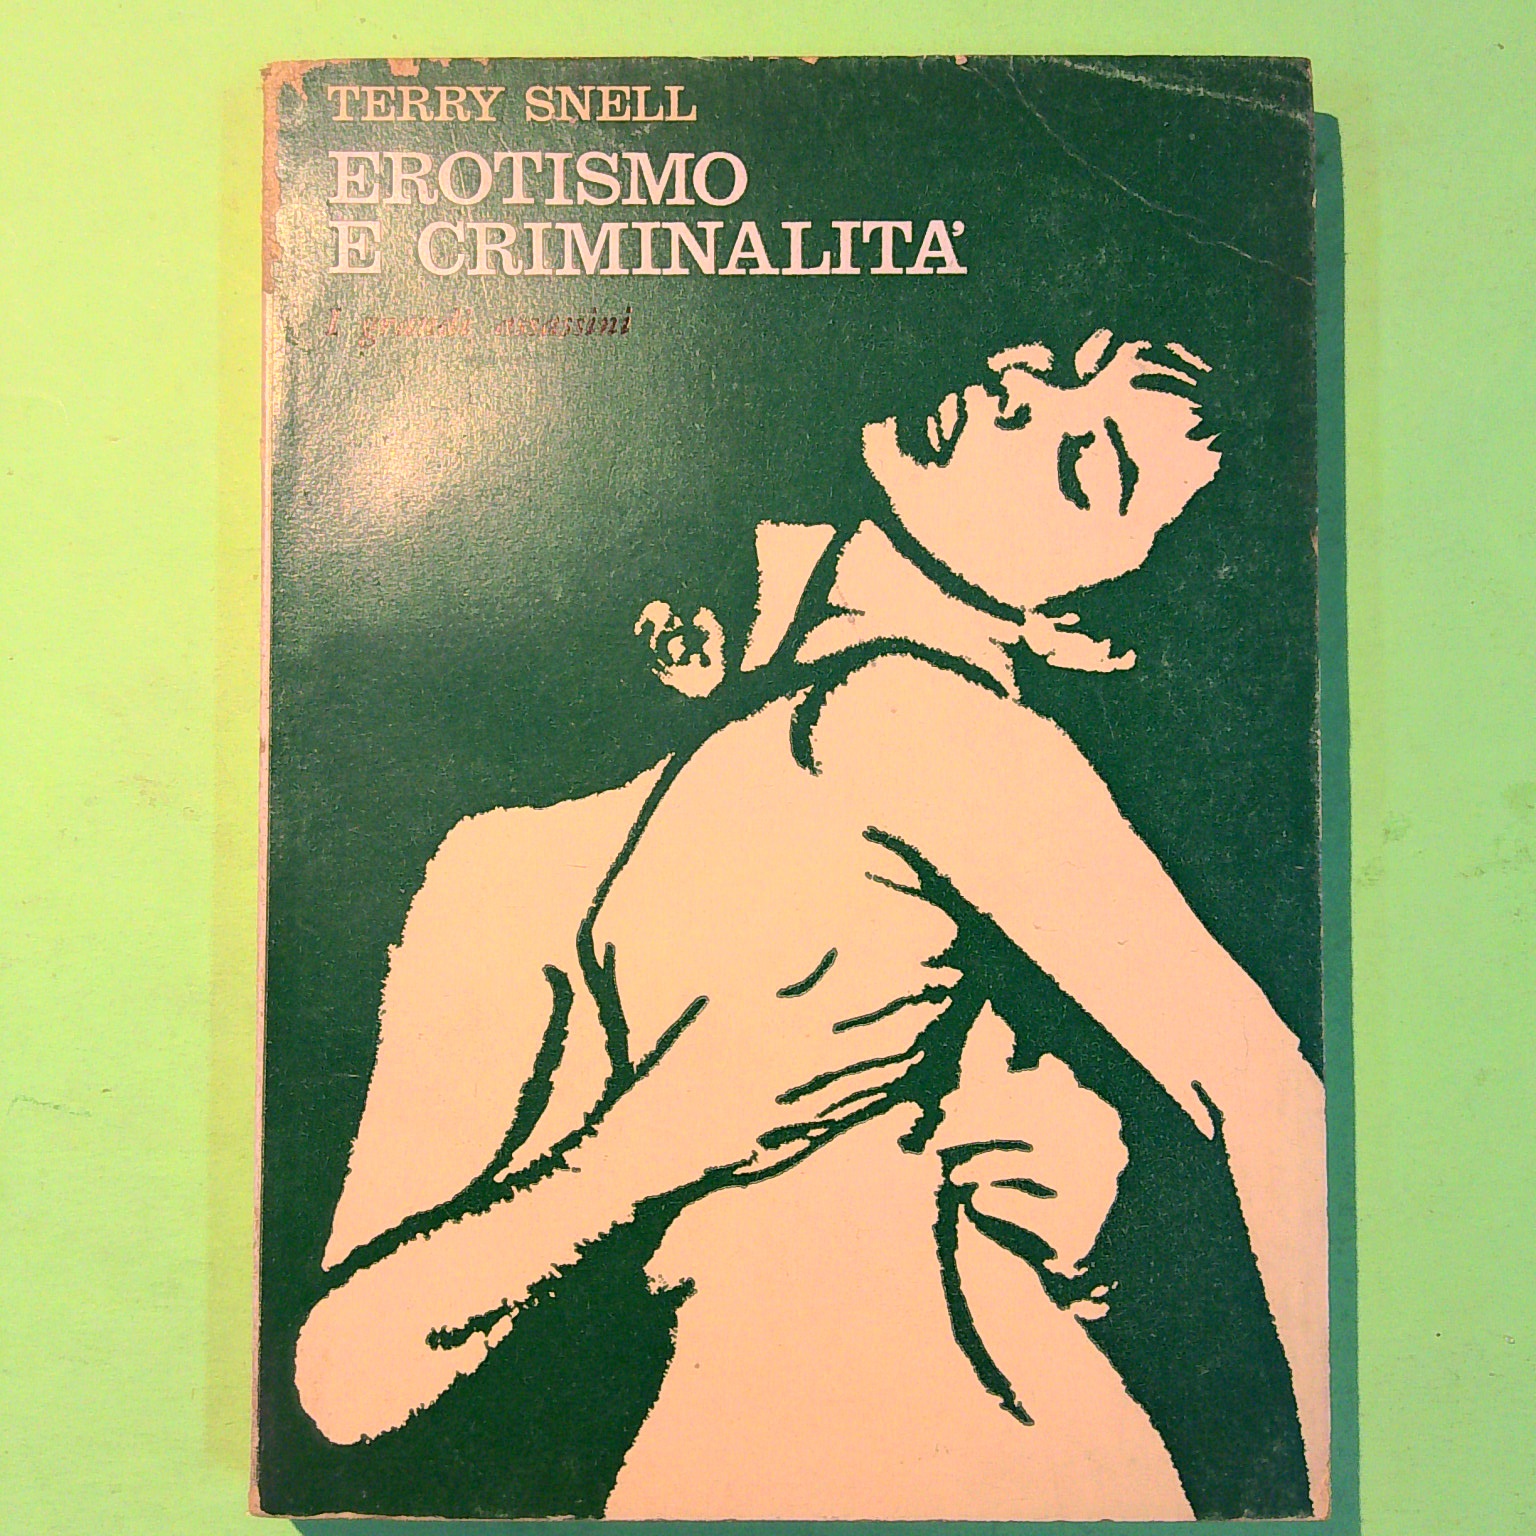 TERRY SNELL
EROTISMO
E CRIMINALITA'
I grandi assassini